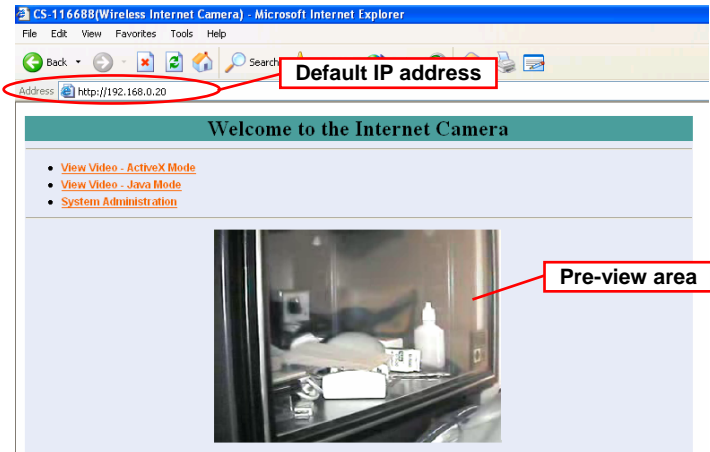 CS-116688(Wireless Internet Camera) - Microsoft Internet Explorer
File Edit View Favorites Tools Help
Back Search
Default IP address
Address http://192.168.0.20
Welcome to the Internet Camera
View Video - ActiveX Mode
View Video - Java Mode
System Administration
Pre-view area